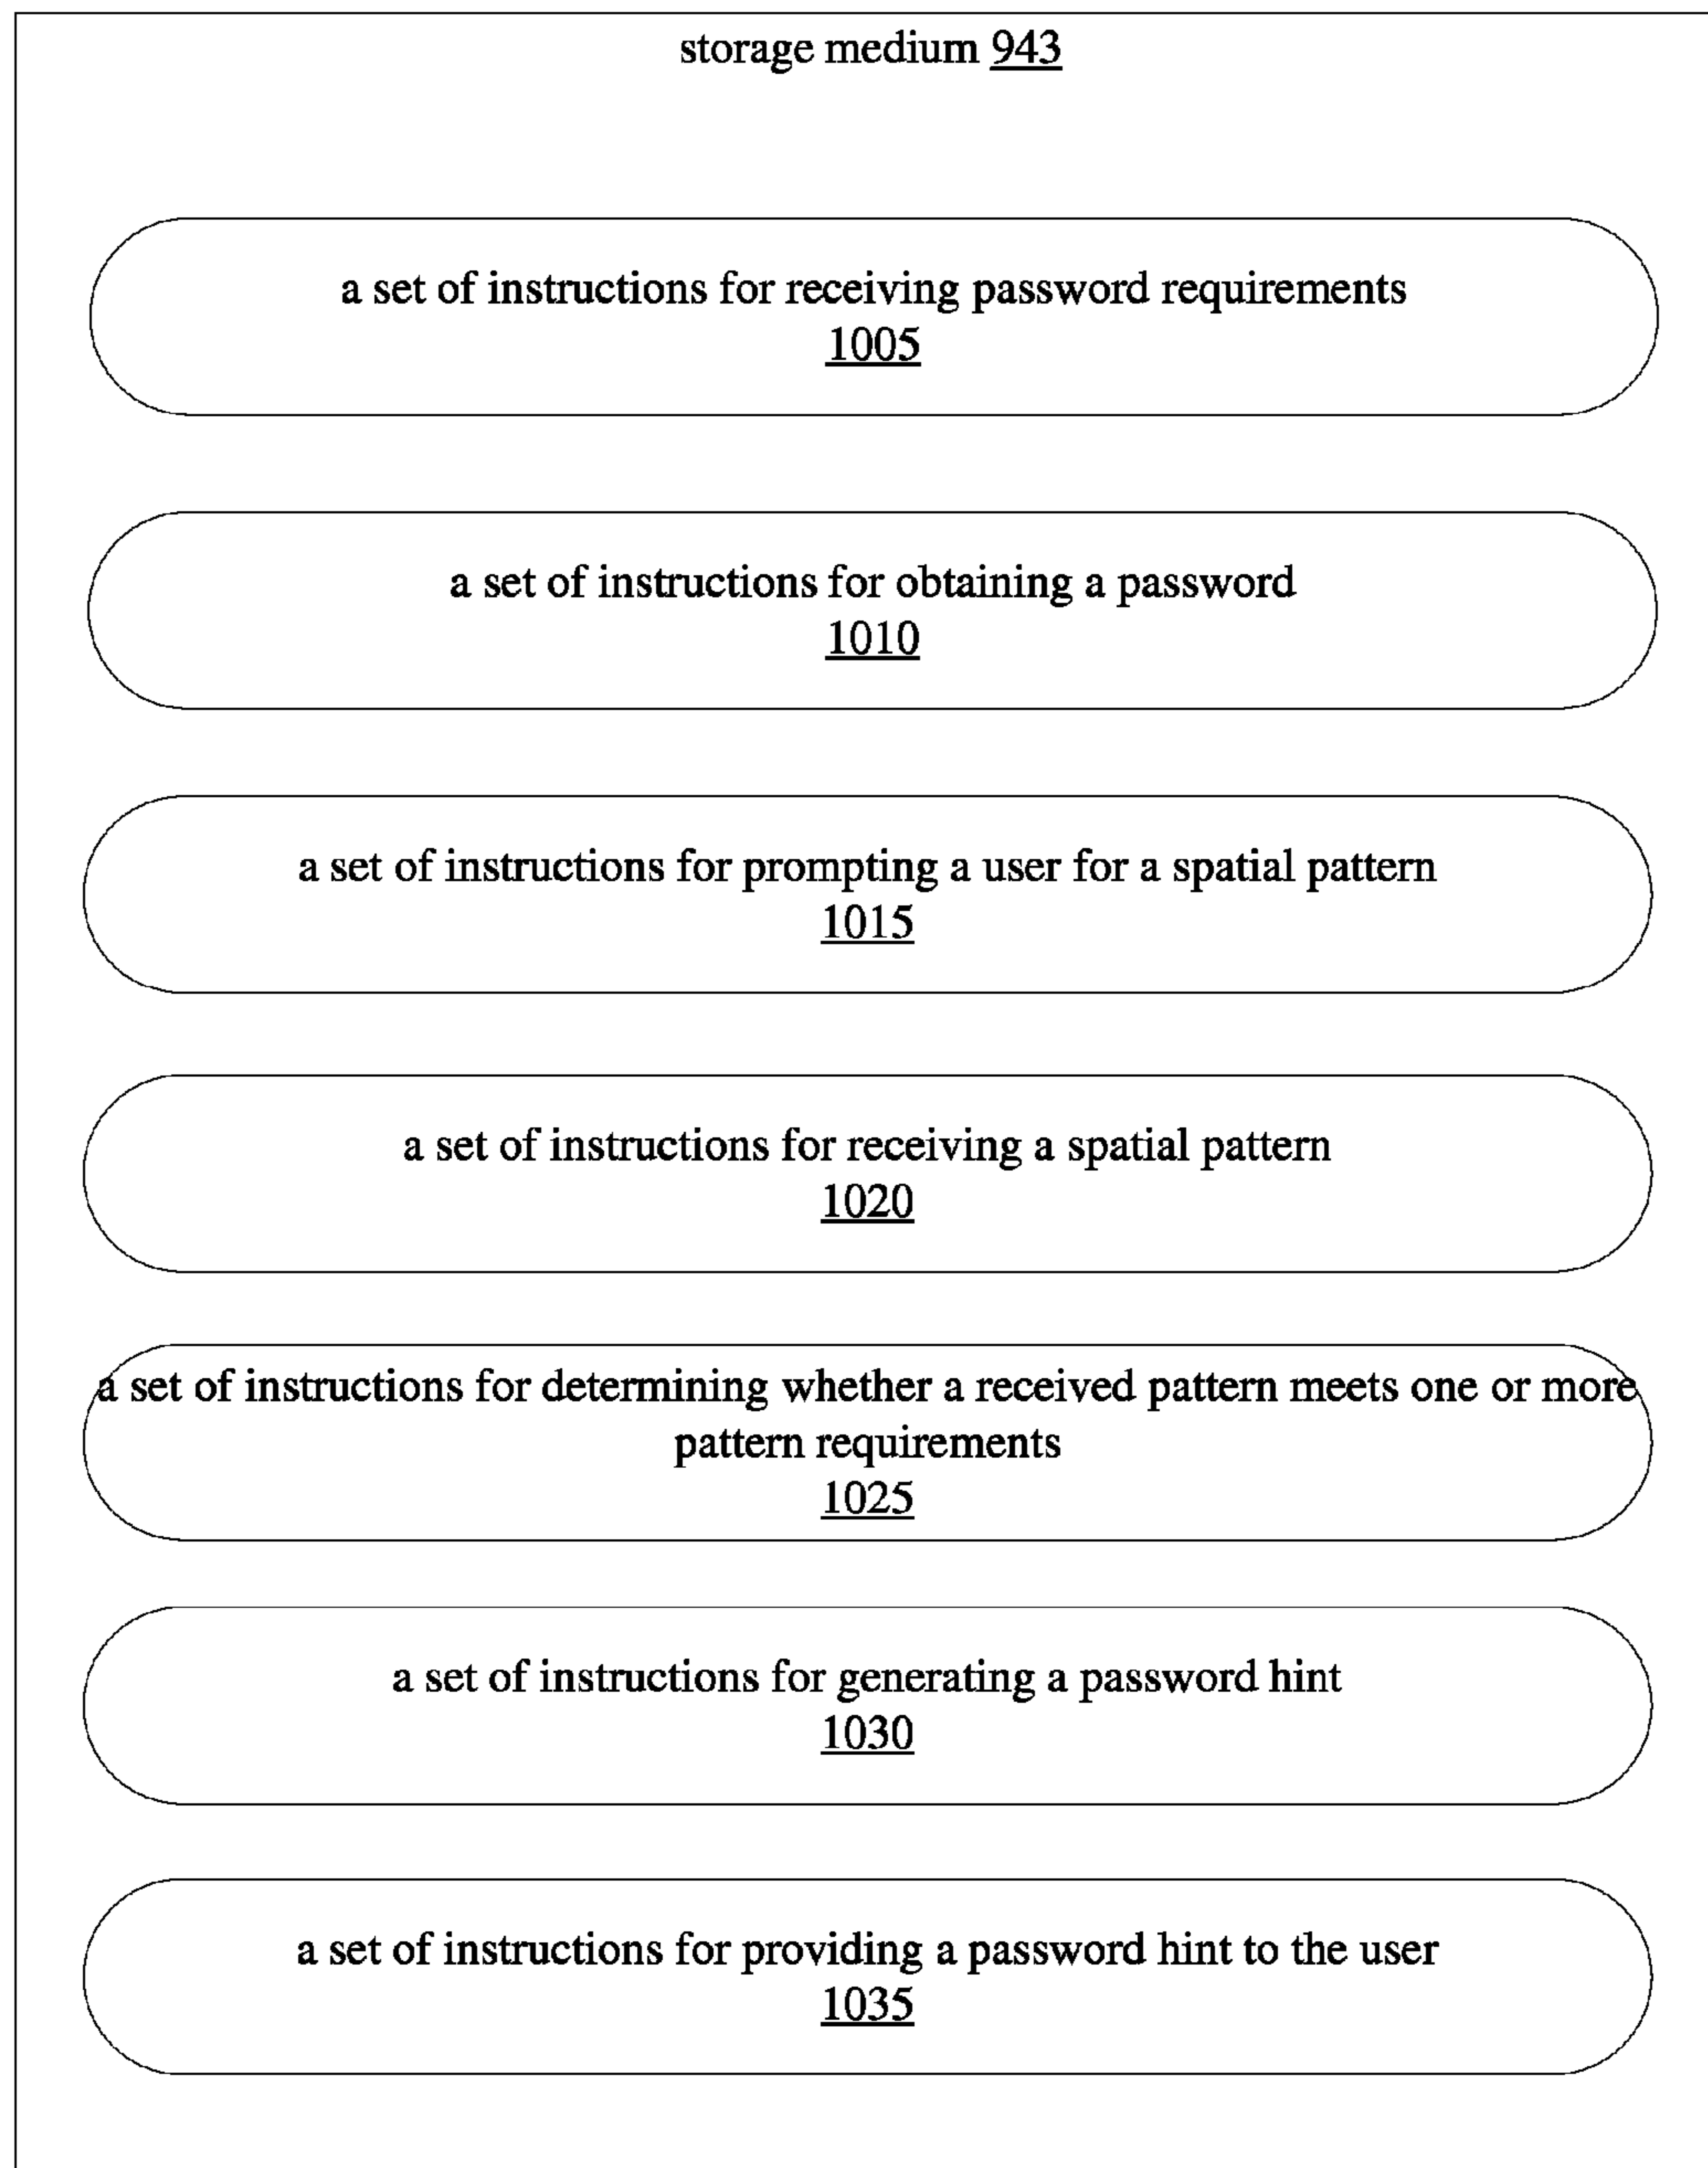 storage medium 943
a set of instructions for receiving password requirements
1005
a set of instructions for obtaining a password
1010
a set of instructions for prompting a user for a spatial pattern
1015
a set of instructions for receiving a spatial pattern
1020
a set of instructions for determining whether a received pattern meets one or more
pattern requirements
1025
a set of instructions for generating a password hint
1030
a set of instructions for providing a password hint to the user
1035